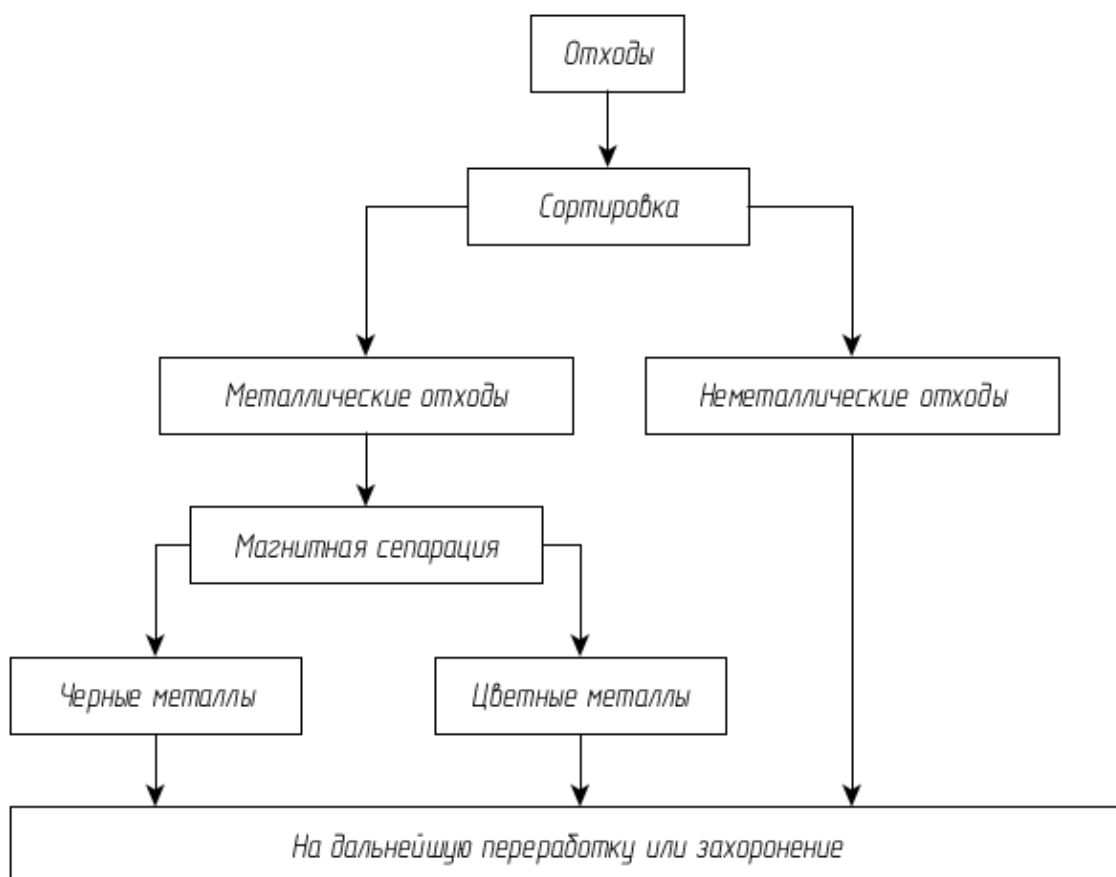 Отходы
Сортировка
Металлические отходы
Неметаллические отходы
Магнитная сепарация
Черные металлы
Цветные металлы
На дальнейшую переработку или захоронение